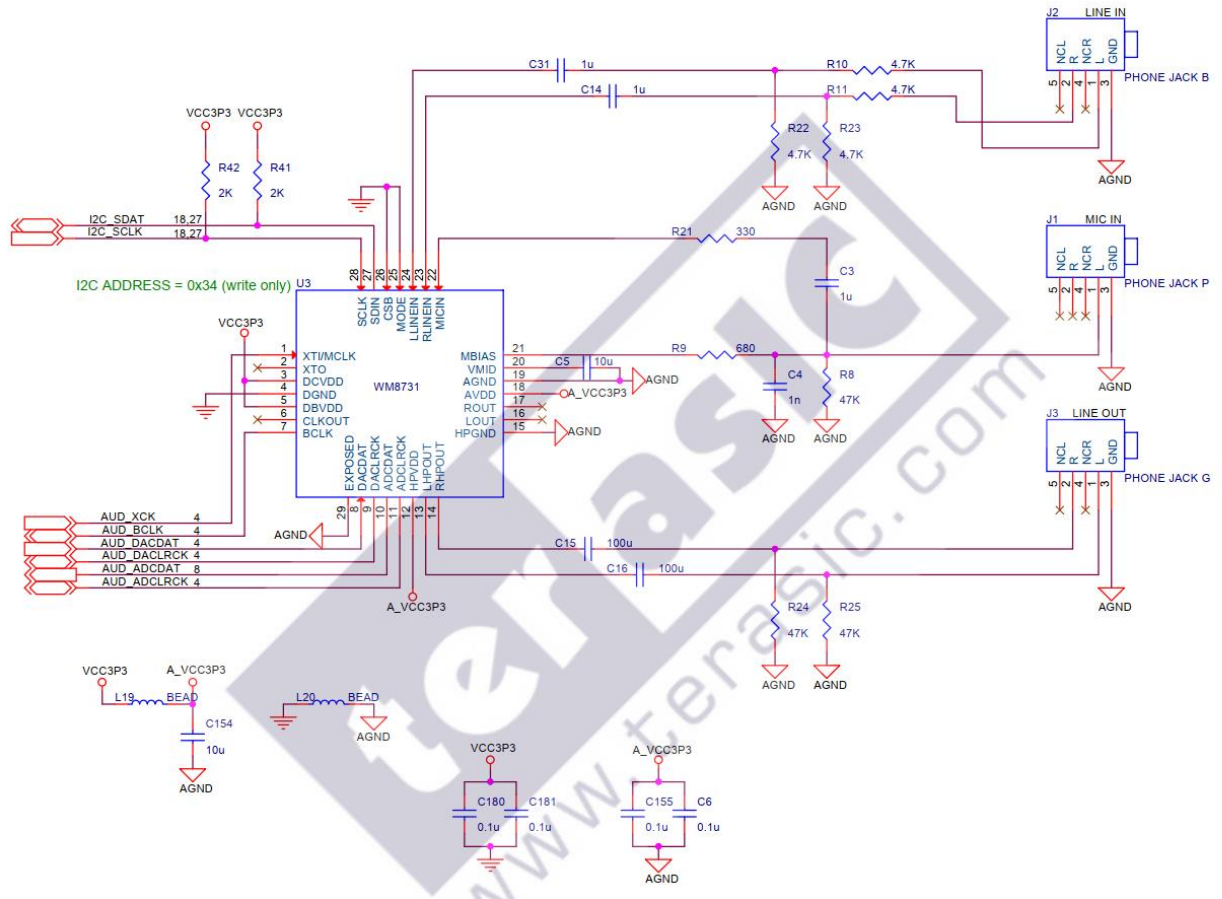 J2 LINE IN
NCL R NCR L GND
5 2 4 1 3
PHONE JACK B
AGND
C31 1u
R10 4.7K
C14 1u
R11 4.7K
R22 4.7K
R23 4.7K
AGND AGND
VCC3P3 VCC3P3
R42 2K
R41 2K
I2C_SDAT 18,27
I2C_SCLK 18,27
J1 MIC IN
NCL R NCR L GND
5 2 4 1 3
PHONE JACK P
AGND
R21 330
C3 1u
I2C ADDRESS = 0x34 (write only)
U3
28 27 26 25 24 23 22
SCLK SDIN CSB MODE LLINEIN RLINEIN MICIN
VCC3P3
WM8731
1 XTI/MCLK
2 XTO
3 DCVDD
4 DGND
5 DBVDD
6 CLKOUT
7 BCLK
MBIAS 21
VMID 20
AGND 19
AVDD 18
ROUT 17
LOUT 16
HPGND 15
R9 680
C5 10u
AGND
A_VCC3P3
AGND
C4 1n
R8 47K
AGND AGND
EXPOSED DACDAT DACLRCK ADCDAT ADCLRCK HPVDD LHPOUT RHPOUT
29 8 9 10 11 12 13 14
AGND
A_VCC3P3
J3 LINE OUT
NCL R NCR L GND
5 2 4 1 3
PHONE JACK G
AGND
AUD_XCK 4
AUD_BCLK 4
AUD_DACDAT 4
AUD_DACLRCK 4
AUD_ADCDAT 8
AUD_ADCLRCK 4
C15 100u
C16 100u
R24 47K
R25 47K
AGND AGND
VCC3P3 A_VCC3P3
L19 BEAD
C154 10u
AGND
L20 BEAD
AGND
VCC3P3
C180 0.1u
C181 0.1u
A_VCC3P3
C155 0.1u
C6 0.1u
AGND
terasic
www.terasic.com